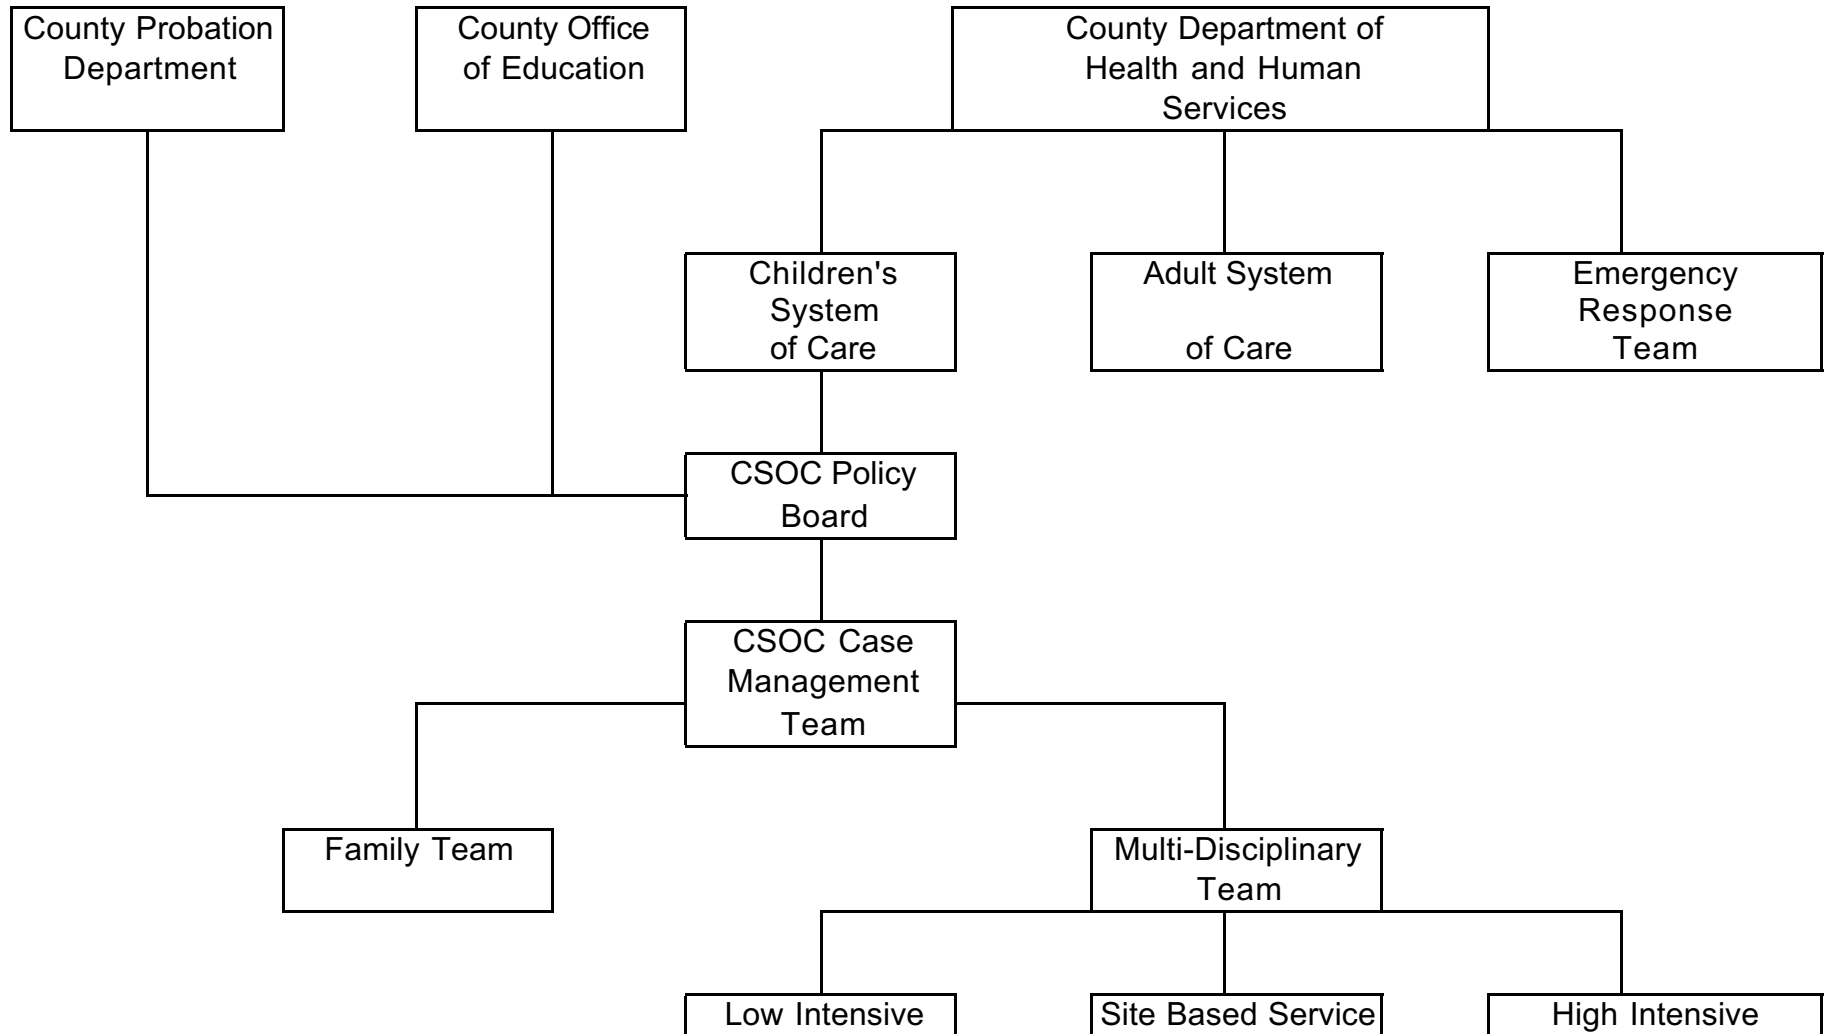 County Probation
Department
County Office
of Education
County Department of
Health and Human
Services
Children's
System
of Care
Adult System
of Care
Emergency
Response
Team
CSOC Policy
Board
CSOC Case
Management
Team
Family Team
Multi-Disciplinary
Team
Low Intensive
Site Based Service
High Intensive